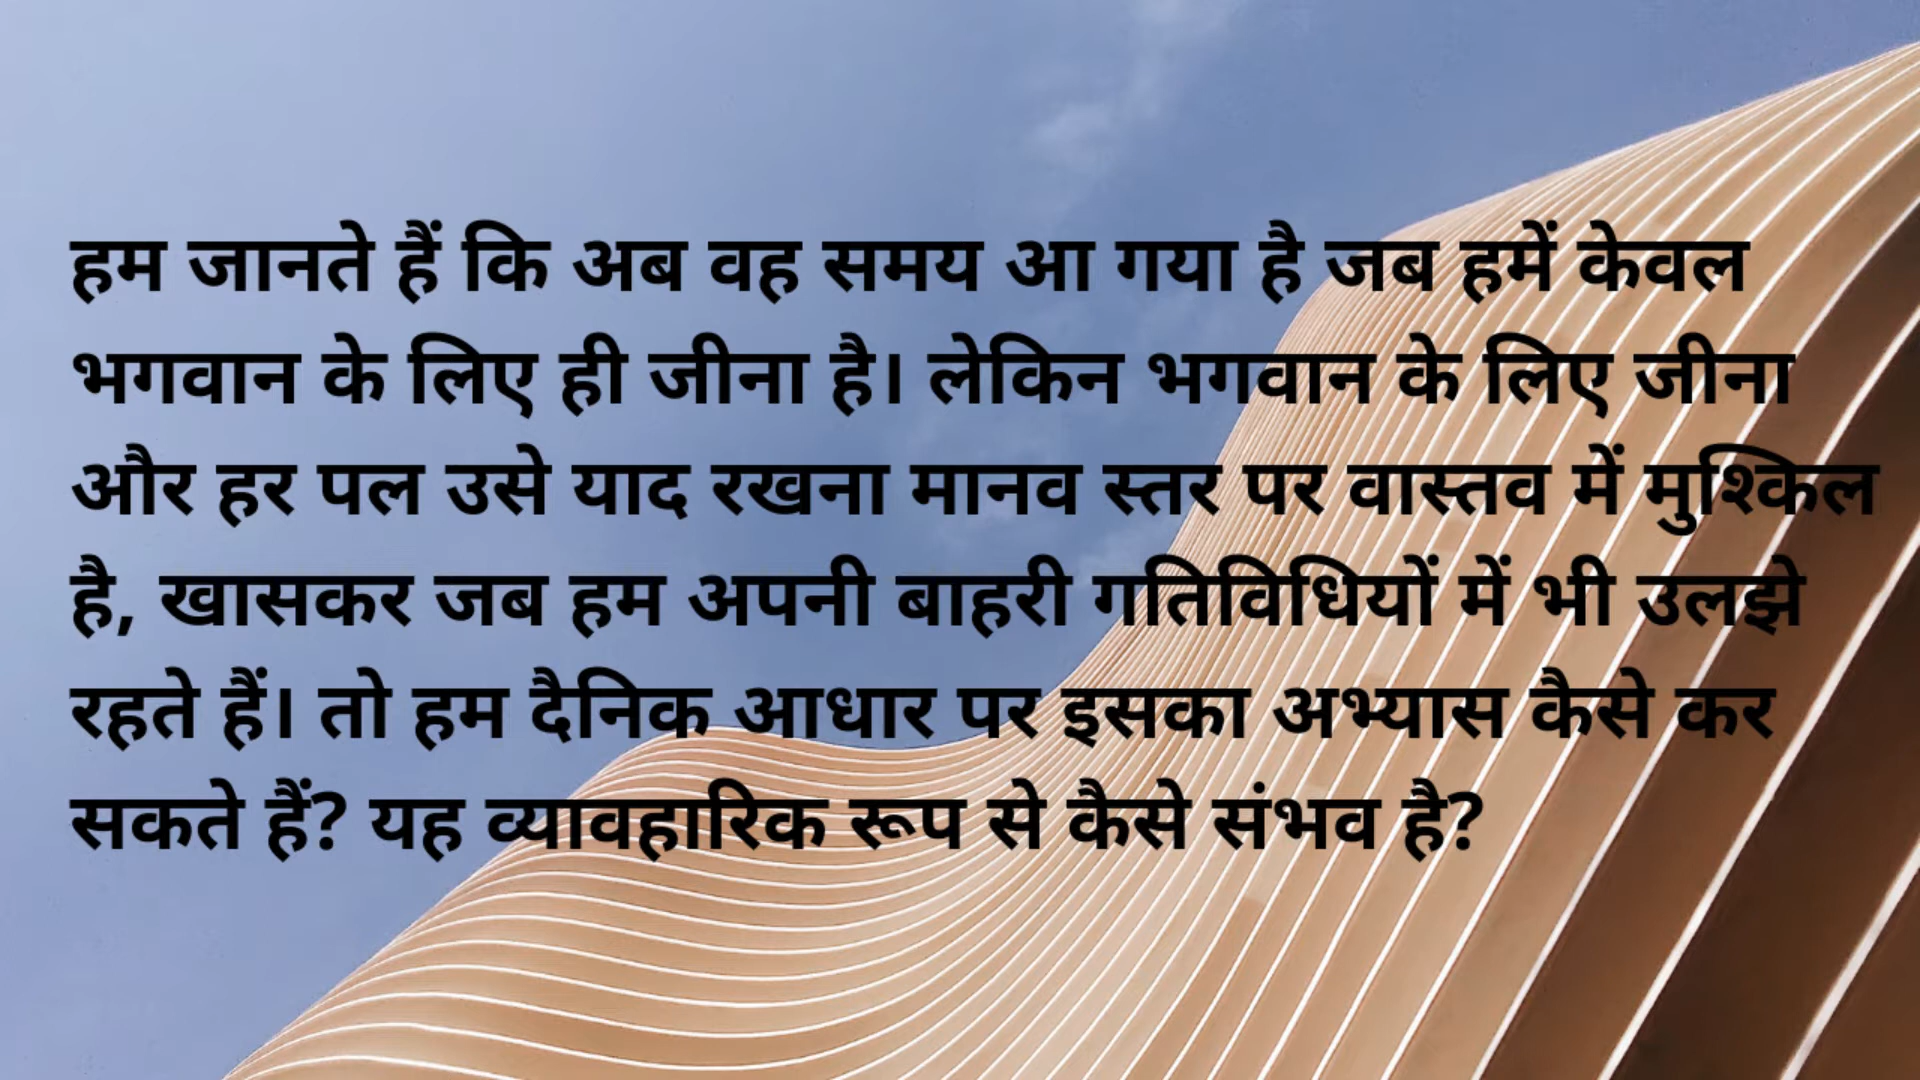 हम जानते हैं कि अब वह समय आ गया है जब हमें केवल
भगवान के लिए ही जीना है। लेकिन भगवान के लिए जीना
और हर पल उसे याद रखना मानव स्तर पर वास्तव में मुश्किल
है, खासकर जब हम अपनी बाहरी गतिविधियों में भी उलझे
रहते हैं। तो हम दैनिक आधार पर इसका अभ्यास कैसे कर
सकते हैं? यह व्यावहारिक रूप से कैसे संभव है?